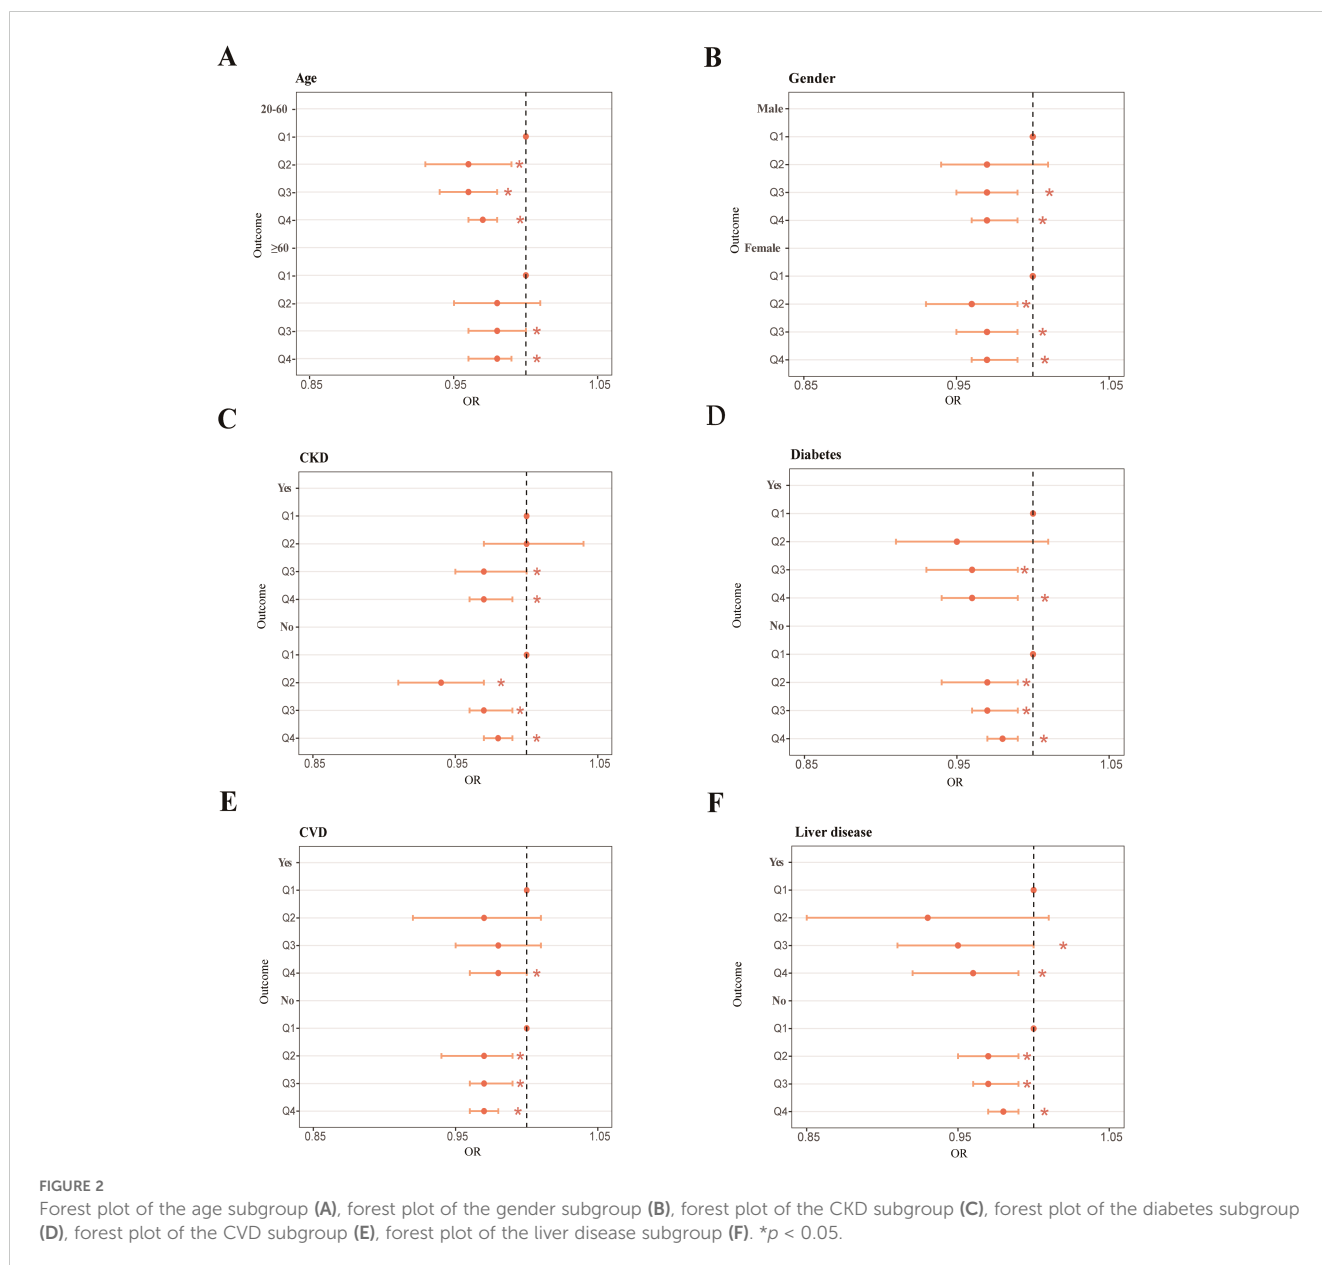 A
Age
20-60
Q1
Q2
Q3
Q4
≥60
Q1
Q2
Q3
Q4
Outcome
*
*
*
*
*
0.85 0.95 1.05
OR
B
Gender
Male
Q1
Q2
Q3
Q4
Female
Q1
Q2
Q3
Q4
Outcome
*
*
*
*
*
0.85 0.95 1.05
OR
C
CKD
Yes
Q1
Q2
Q3
Q4
No
Q1
Q2
Q3
Q4
Outcome
*
*
*
*
*
0.85 0.95 1.05
OR
D
Diabetes
Yes
Q1
Q2
Q3
Q4
No
Q1
Q2
Q3
Q4
Outcome
*
*
*
*
*
0.85 0.95 1.05
OR
E
CVD
Yes
Q1
Q2
Q3
Q4
No
Q1
Q2
Q3
Q4
Outcome
*
*
*
*
0.85 0.95 1.05
OR
F
Liver disease
Yes
Q1
Q2
Q3
Q4
No
Q1
Q2
Q3
Q4
Outcome
*
*
*
*
*
0.85 0.95 1.05
OR
FIGURE 2
Forest plot of the age subgroup (A), forest plot of the gender subgroup (B), forest plot of the CKD subgroup (C), forest plot of the diabetes subgroup
(D), forest plot of the CVD subgroup (E), forest plot of the liver disease subgroup (F). *p < 0.05.